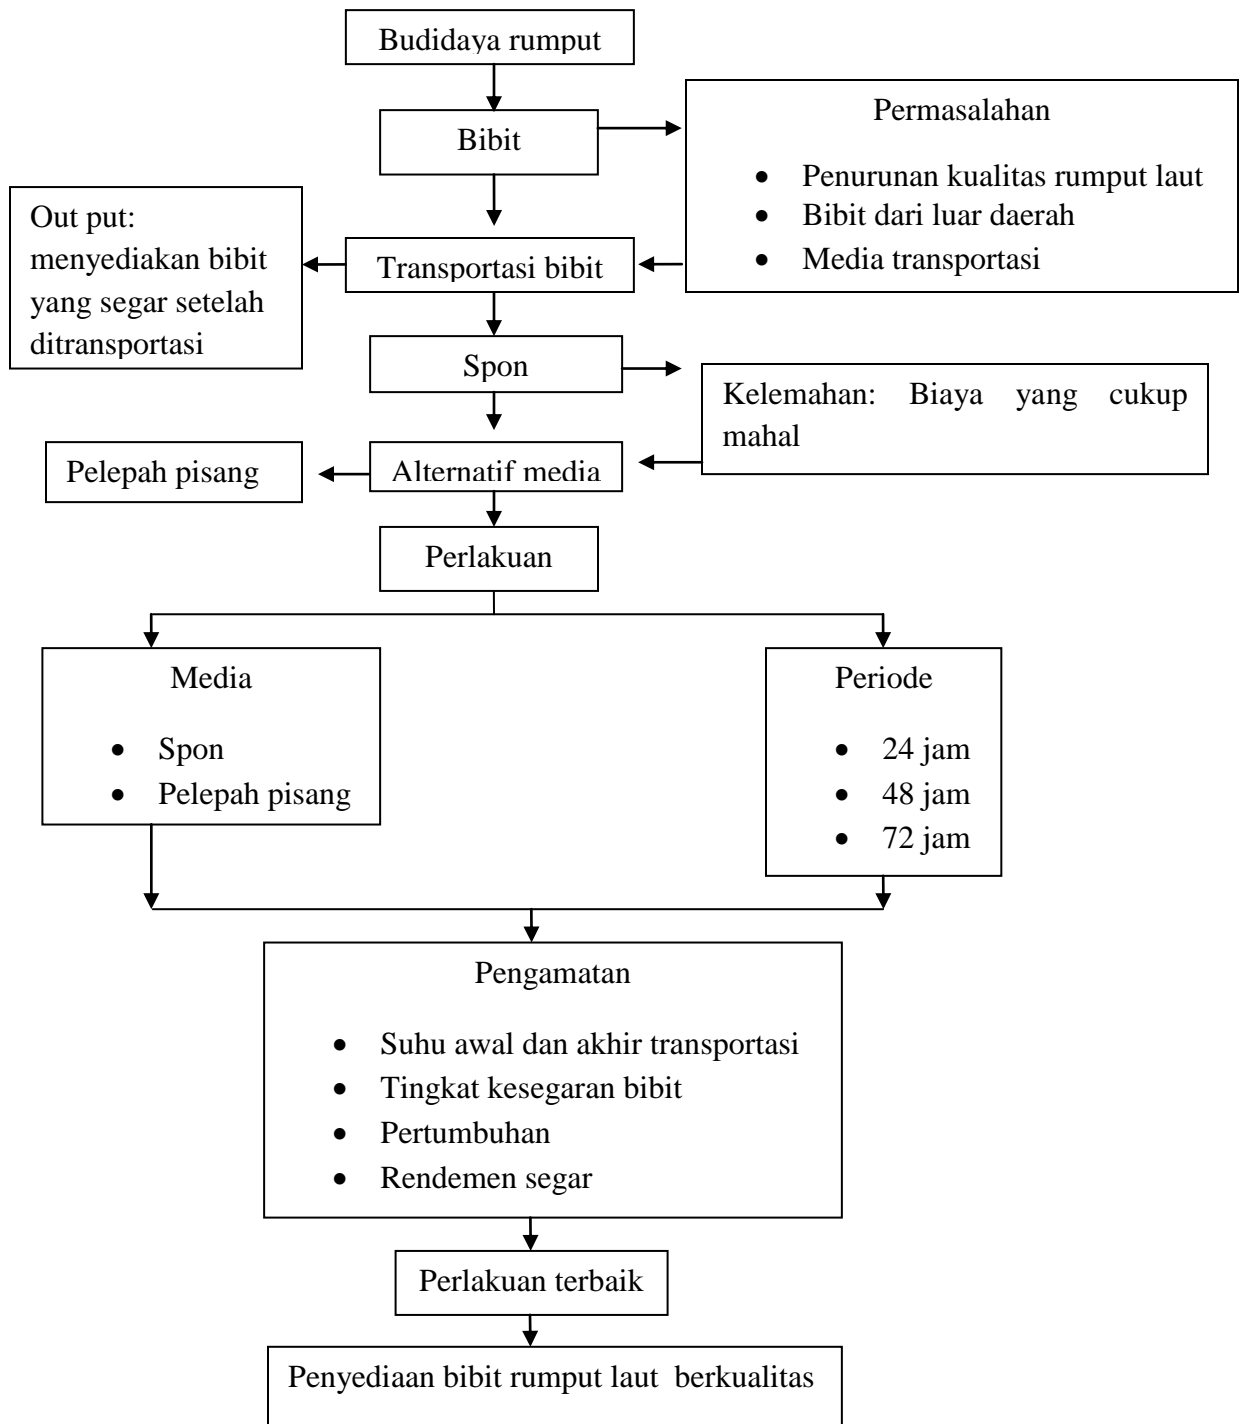 Budidaya rumput
Bibit
Permasalahan
• Penurunan kualitas rumput laut
• Bibit dari luar daerah
• Media transportasi
Out put:
menyediakan bibit
yang segar setelah
ditransportasi
Transportasi bibit
Spon
Kelemahan: Biaya yang cukup
mahal
Pelepah pisang
Alternatif media
Perlakuan
Media
• Spon
• Pelepah pisang
Periode
• 24 jam
• 48 jam
• 72 jam
Pengamatan
• Suhu awal dan akhir transportasi
• Tingkat kesegaran bibit
• Pertumbuhan
• Rendemen segar
Perlakuan terbaik
Penyediaan bibit rumput laut berkualitas